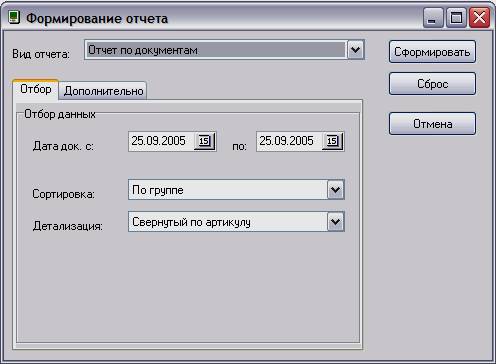 Формирование отчета
Вид отчета: Отчет по документам
Сформировать
Сброс
Отмена
Отбор Дополнительно
Отбор данных
Дата док. с: 25.09.2005 15 по: 25.09.2005 15
Сортировка: По группе
Детализация: Свернутый по артикулу